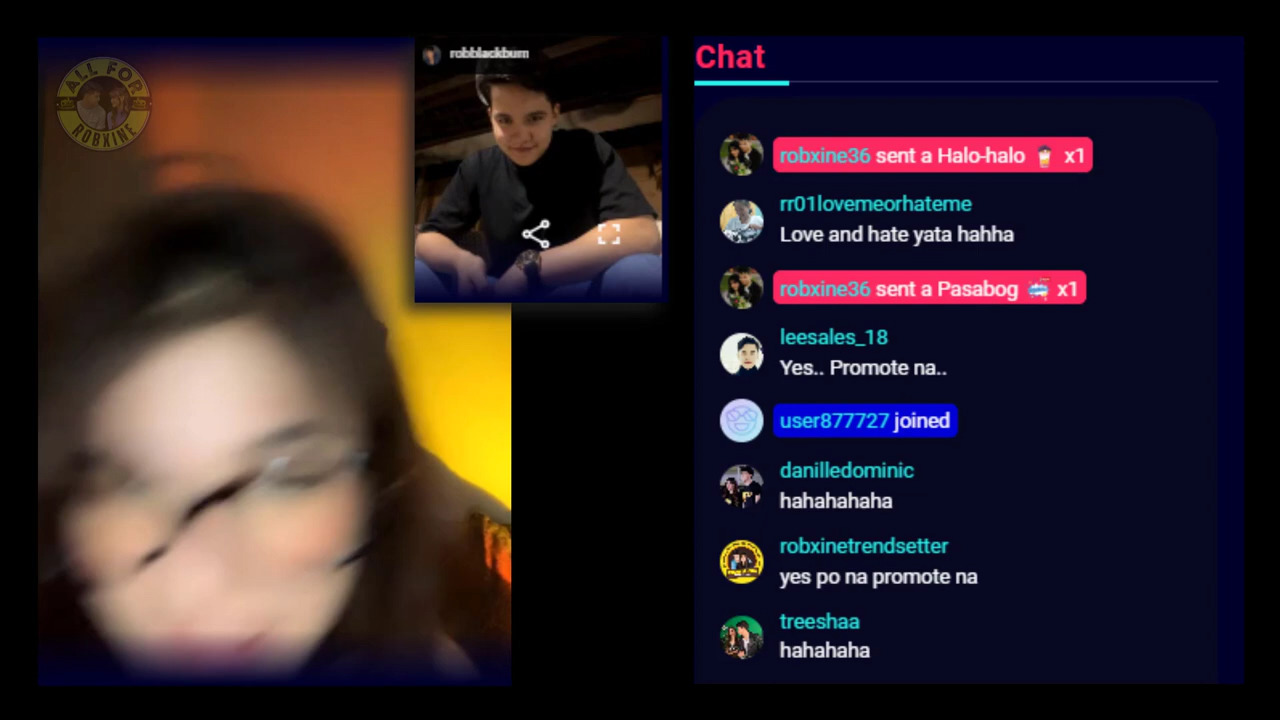 ALL FOR
ROBXINE
robblackburn
Chat
robxine36 sent a Halo-halo x1
rr01lovemeorhateme
Love and hate yata hahha
robxine36 sent a Pasabog x1
leesales_18
Yes.. Promote na..
user877727 joined
danilledominic
hahahahaha
robxinetrendsetter
yes po na promote na
treeshaa
hahahaha